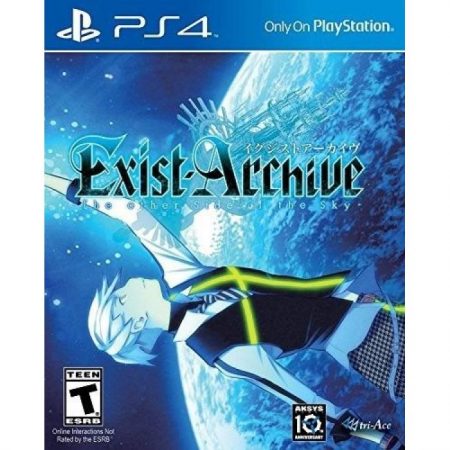 PS4
Only On PlayStation®
イグジストアーカイヴ
Exist-Archive
The Other Side of The Sky
TEEN
T
ESRB
Online Interactions Not
Rated by the ESRB
AKSYS
10
ANNIVERSARY
tri-Ace